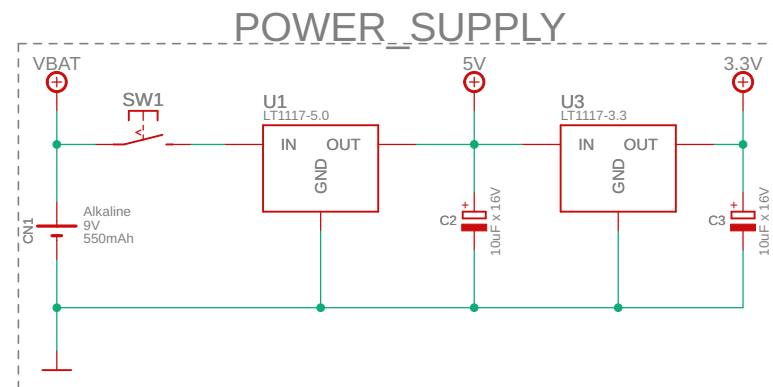 POWER_SUPPLY
VBAT
5V
3.3V
SW1
U1
LT1117-5.0
U3
LT1117-3.3
IN OUT
GND
IN OUT
GND
CN1
Alkaline
9V
550mAh
+
C2
10uF x 16V
+
C3
10uF x 16V